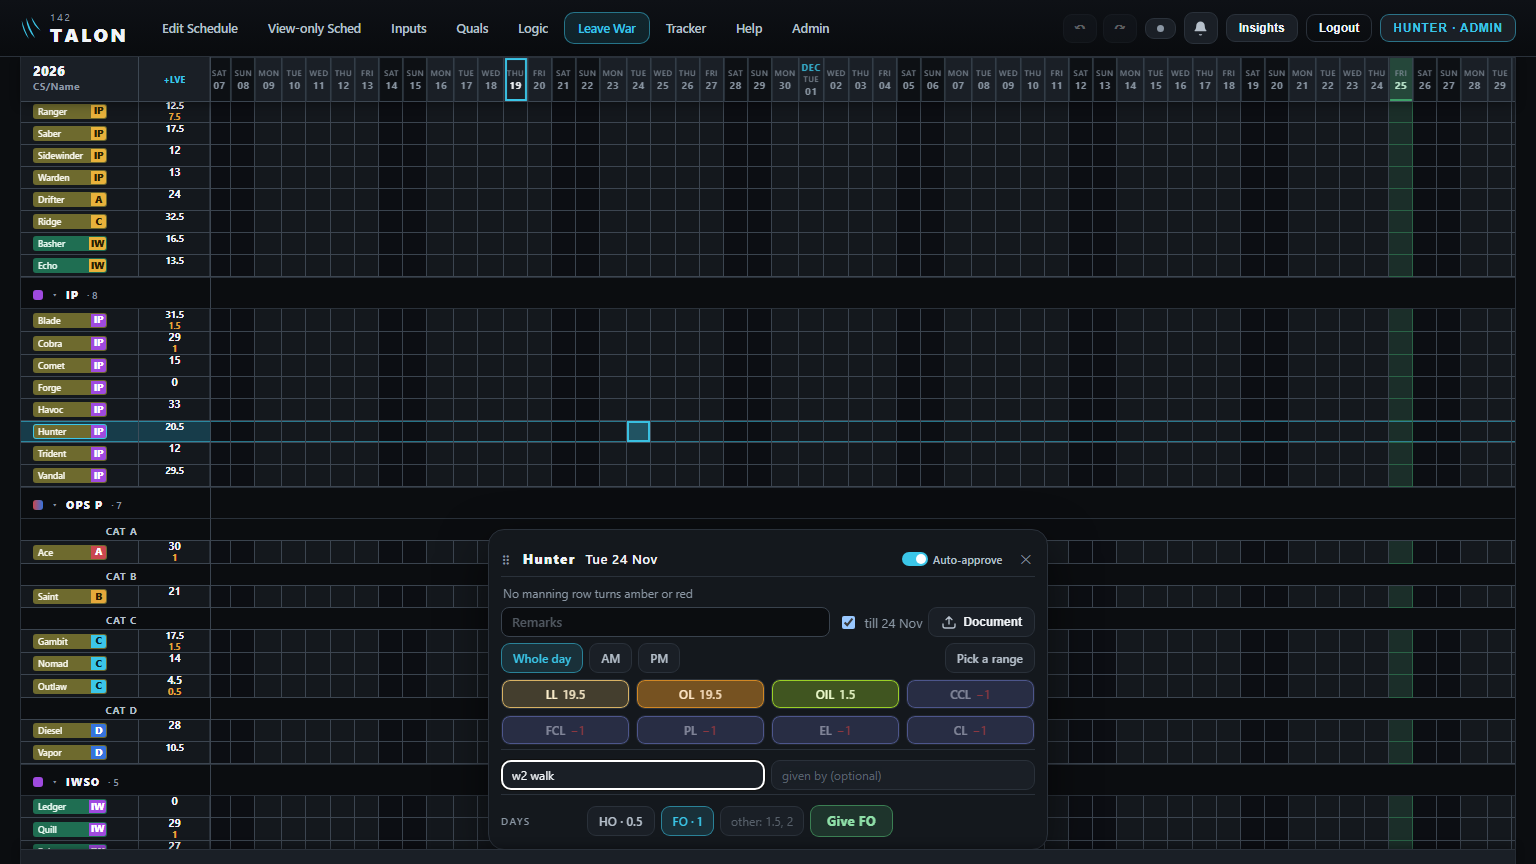 142
TALON
Edit Schedule
View-only Sched
Inputs
Quals
Logic
Leave War
Tracker
Help
Admin
Insights
Logout
HUNTER · ADMIN
2026
CS/Name
+LVE
SAT 07
SUN 08
MON 09
TUE 10
WED 11
THU 12
FRI 13
SAT 14
SUN 15
MON 16
TUE 17
WED 18
THU 19
FRI 20
SAT 21
SUN 22
MON 23
TUE 24
WED 25
THU 26
FRI 27
SAT 28
SUN 29
MON 30
DEC TUE 01
WED 02
THU 03
FRI 04
SAT 05
SUN 06
MON 07
TUE 08
WED 09
THU 10
FRI 11
SAT 12
SUN 13
MON 14
TUE 15
WED 16
THU 17
FRI 18
SAT 19
SUN 20
MON 21
TUE 22
WED 23
THU 24
FRI 25
SAT 26
SUN 27
MON 28
TUE 29
Ranger IP 12.5 7.5
Saber IP 17.5
Sidewinder IP 12
Warden IP 13
Drifter A 24
Ridge C 32.5
Basher IW 16.5
Echo IW 13.5
· IP · 8
Blade IP 31.5 1.5
Cobra IP 29 1
Comet IP 15
Forge IP 0
Havoc IP 33
Hunter IP 20.5
Trident IP 12
Vandal IP 29.5
· OPS P · 7
CAT A
Ace A 30 1
CAT B
Saint B 21
CAT C
Gambit C 17.5 1.5
Nomad C 14
Outlaw C 4.5 0.5
CAT D
Diesel D 28
Vapor D 10.5
· IWSO · 5
Ledger IW 0
Quill IW 29 1
27
Hunter Tue 24 Nov
Auto-approve
No manning row turns amber or red
Remarks
till 24 Nov
Document
Whole day
AM
PM
Pick a range
LL 19.5
OL 19.5
OIL 1.5
CCL −1
FCL −1
PL −1
EL −1
CL −1
w2 walk
given by (optional)
DAYS
HO · 0.5
FO · 1
other: 1.5, 2
Give FO